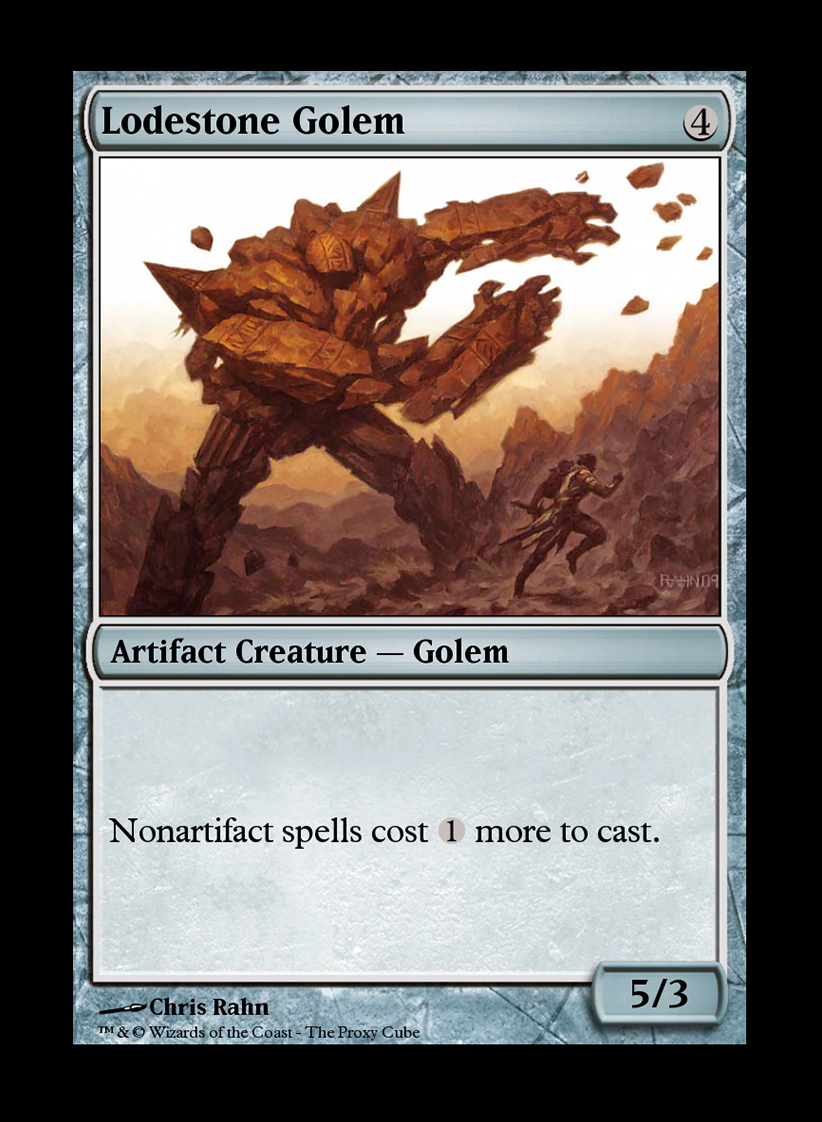 Lodestone Golem 4
RAHN09
Artifact Creature — Golem
Nonartifact spells cost 1 more to cast.
5/3
Chris Rahn
™ & © Wizards of the Coast - The Proxy Cube